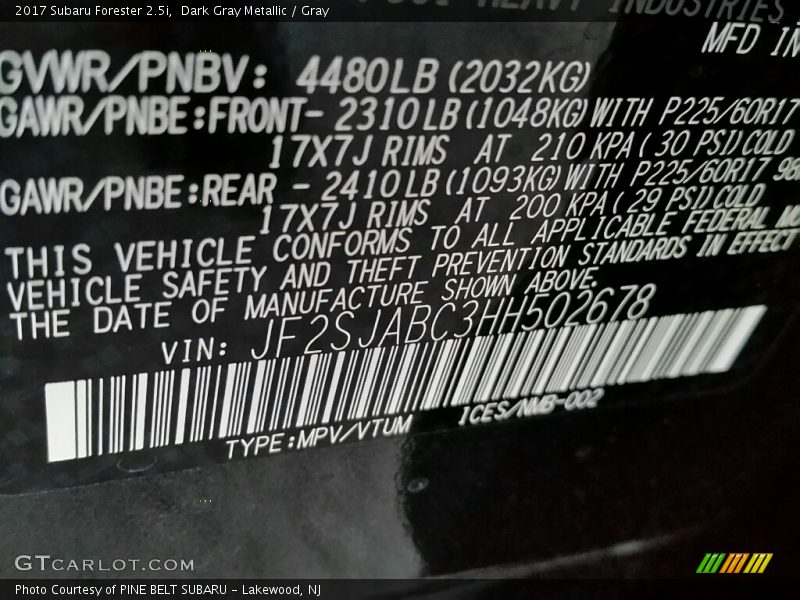 2017 Subaru Forester 2.5i,  Dark Gray Metallic / Gray
HEAVY INDUSTRIES
MFD IN
GVWR/PNBV: 4480LB (2032KG)
GAWR/PNBE:FRONT- 2310LB (1048KG) WITH P225/60R17
17X7J RIMS AT 210 KPA ( 30 PSI) COLD
GAWR/PNBE:REAR - 2410LB (1093KG) WITH P225/60R17 98
17X7J RIMS AT 200 KPA ( 29 PSI) COLD
THIS VEHICLE CONFORMS TO ALL APPLICABLE FEDERAL
VEHICLE SAFETY AND THEFT PREVENTION STANDARDS IN EFFECT
THE DATE OF MANUFACTURE SHOWN ABOVE.
VIN: JF2SJABC3HH502678
TYPE:MPV/VTUM ICES/NMB-002
GTCARLOT.COM
Photo Courtesy of PINE BELT SUBARU - Lakewood, NJ